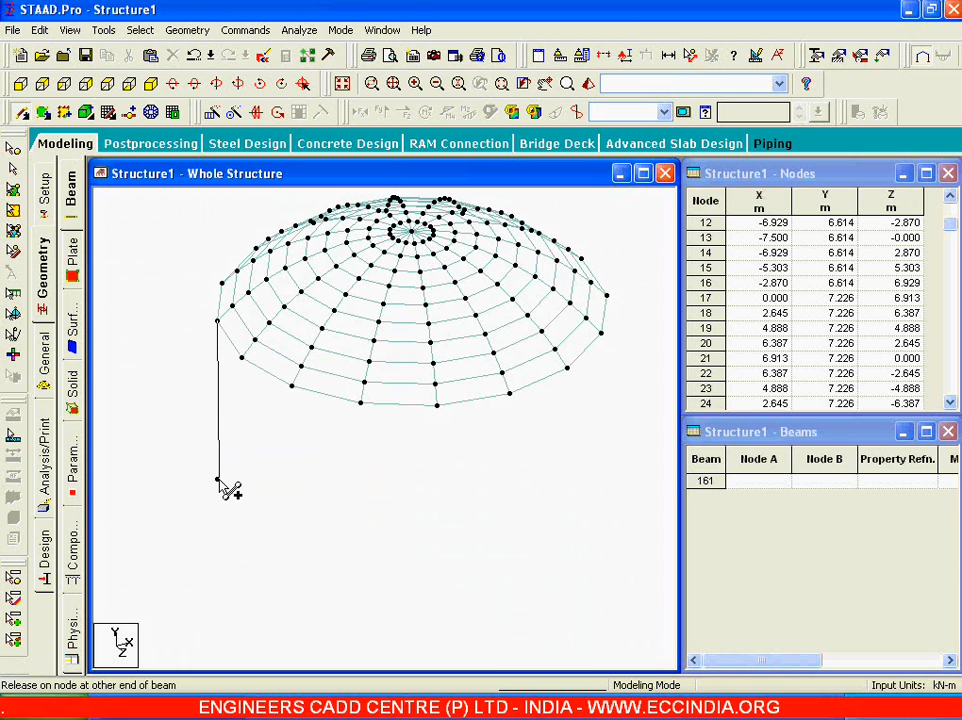 STAAD.Pro - Structure1
File Edit View Tools Select Geometry Commands Analyze Mode Window Help
Modeling Postprocessing Steel Design Concrete Design RAM Connection Bridge Deck Advanced Slab Design Piping
Setup
Geometry
General
Analysis/Print
Design
Beam
Plate
Surf...
Solid
Param...
Compo...
Physi...
Structure1 - Whole Structure
Y
X
Z
Structure1 - Nodes
Node X m Y m Z m
12 -6.929 6.614 -2.870
13 -7.500 6.614 -0.000
14 -6.929 6.614 2.870
15 -5.303 6.614 5.303
16 -2.870 6.614 6.929
17 0.000 7.226 6.913
18 2.645 7.226 6.387
19 4.888 7.226 4.888
20 6.387 7.226 2.645
21 6.913 7.226 0.000
22 6.387 7.226 -2.645
23 4.888 7.226 -4.888
24 2.645 7.226 -6.387
Structure1 - Beams
Beam Node A Node B Property Refn. M
161
Release on node at other end of beam Modeling Mode Input Units: kN-m
ENGINEERS CADD CENTRE (P) LTD - INDIA - WWW.ECCINDIA.ORG